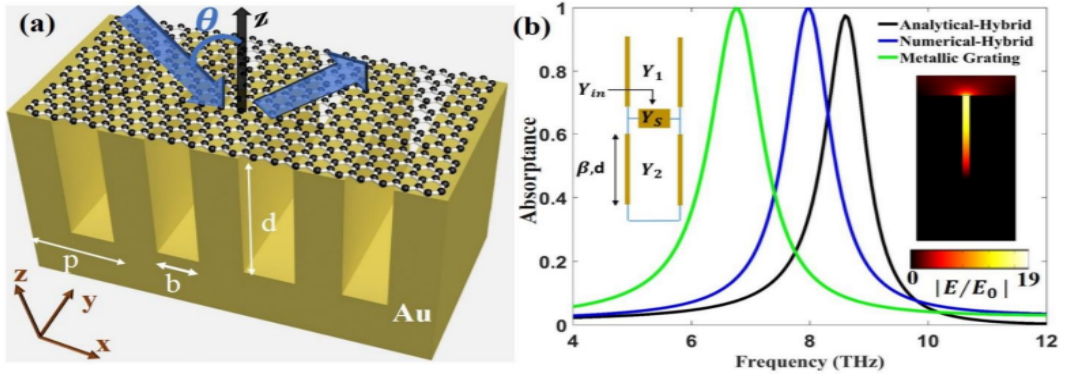 (a)
θ
z
d
p
b
Au
z
y
x
(b)
Analytical-Hybrid
Numerical-Hybrid
Metallic Grating
Y₁
Yᵢₙ
Yₛ
β,d
Y₂
0 19
|E/E₀|
Absorptance
1
0.8
0.6
0.4
0.2
0
4 6 8 10 12
Frequency (THz)